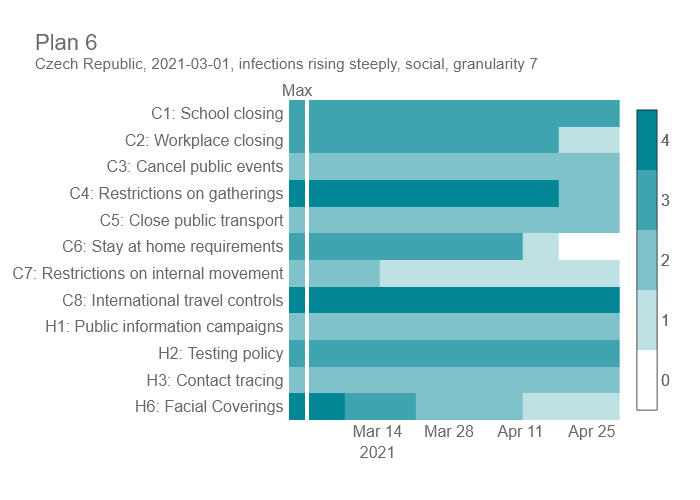 Plan 6
Czech Republic, 2021-03-01, infections rising steeply, social, granularity 7
Max
C1: School closing
C2: Workplace closing
C3: Cancel public events
C4: Restrictions on gatherings
C5: Close public transport
C6: Stay at home requirements
C7: Restrictions on internal movement
C8: International travel controls
H1: Public information campaigns
H2: Testing policy
H3: Contact tracing
H6: Facial Coverings
Mar 14 Mar 28 Apr 11 Apr 25
2021
4
3
2
1
0